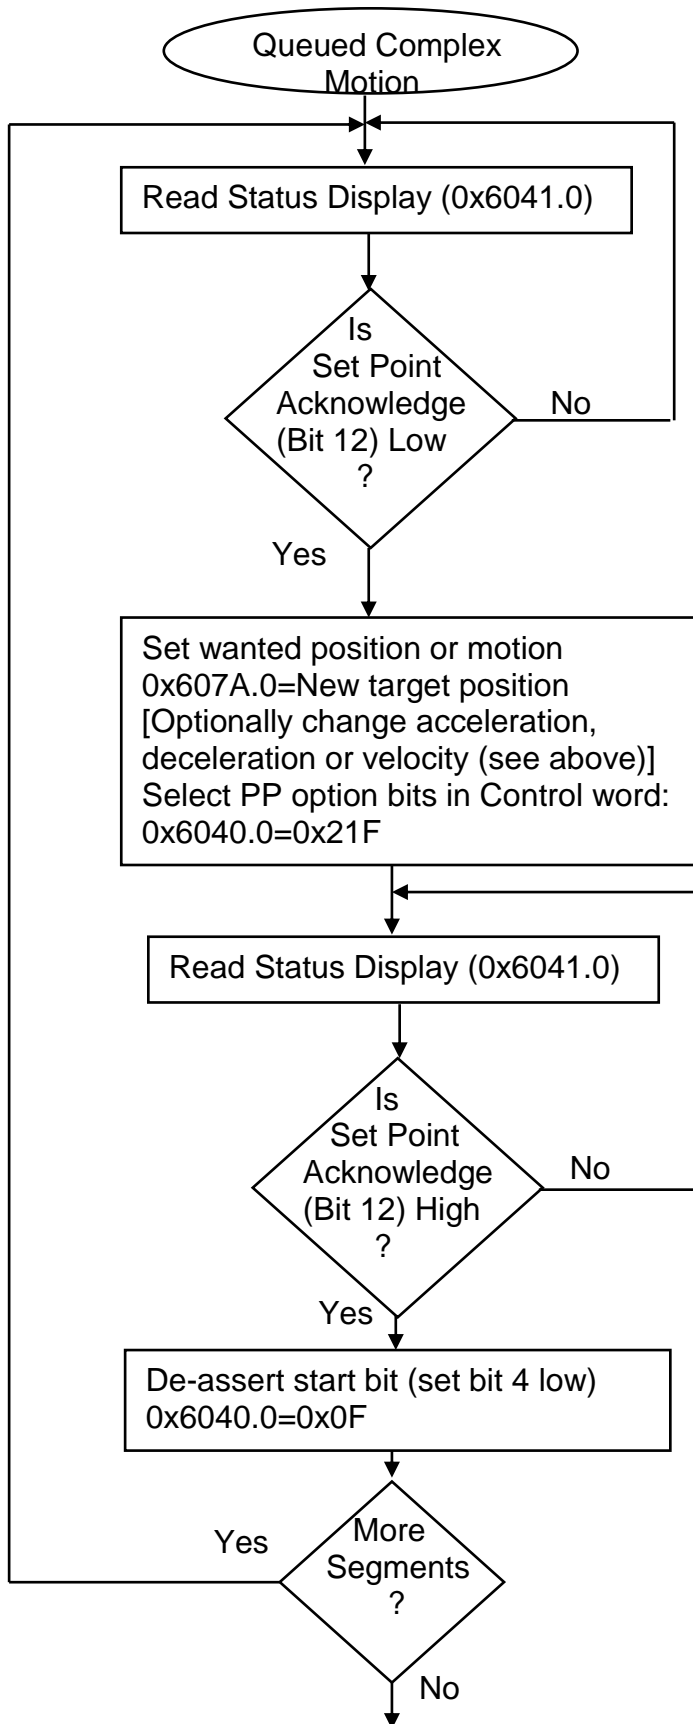 Queued Complex
Motion
Read Status Display (0x6041.0)
Is
Set Point
Acknowledge
(Bit 12) Low
?
No
Yes
Set wanted position or motion
0x607A.0=New target position
[Optionally change acceleration,
deceleration or velocity (see above)]
Select PP option bits in Control word:
0x6040.0=0x21F
Read Status Display (0x6041.0)
Is
Set Point
Acknowledge
(Bit 12) High
?
No
Yes
De-assert start bit (set bit 4 low)
0x6040.0=0x0F
Yes
More
Segments
?
No